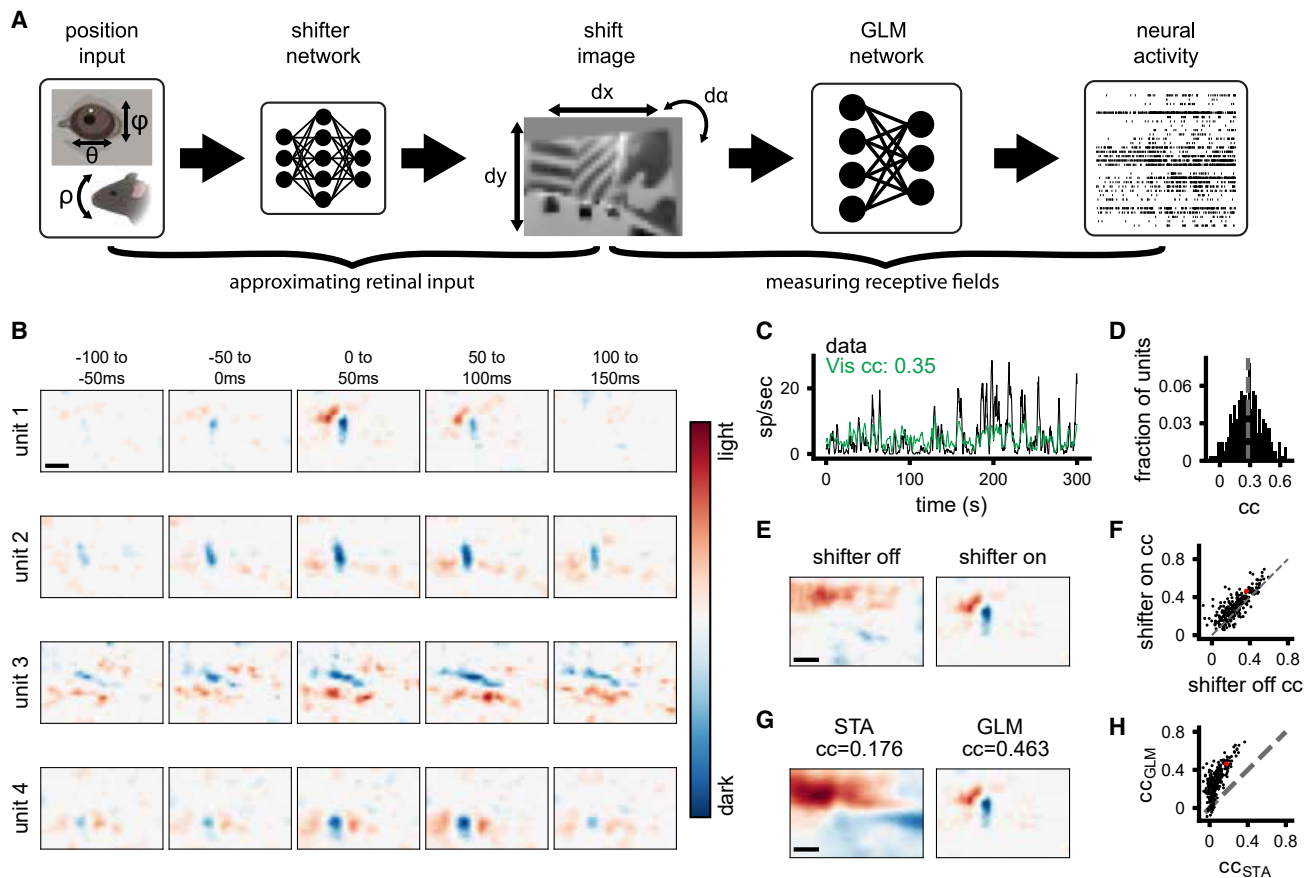 A
position
input
shifter
network
shift
image
GLM
network
neural
activity
φ
θ
ρ
dx
dα
dy
approximating retinal input
measuring receptive fields
B
-100 to
-50ms
-50 to
0ms
0 to
50ms
50 to
100ms
100 to
150ms
unit 1
unit 2
unit 3
unit 4
light
dark
C
data
Vis cc: 0.35
sp/sec
20
0
0
100
200
300
time (s)
D
fraction of units
0.06
0.03
0
0
0.3
0.6
cc
E
shifter off
shifter on
F
shifter on cc
0.8
0.4
0
0
0.4
0.8
shifter off cc
G
STA
cc=0.176
GLM
cc=0.463
H
ccGLM
0.8
0.4
0
0
0.4
0.8
ccSTA